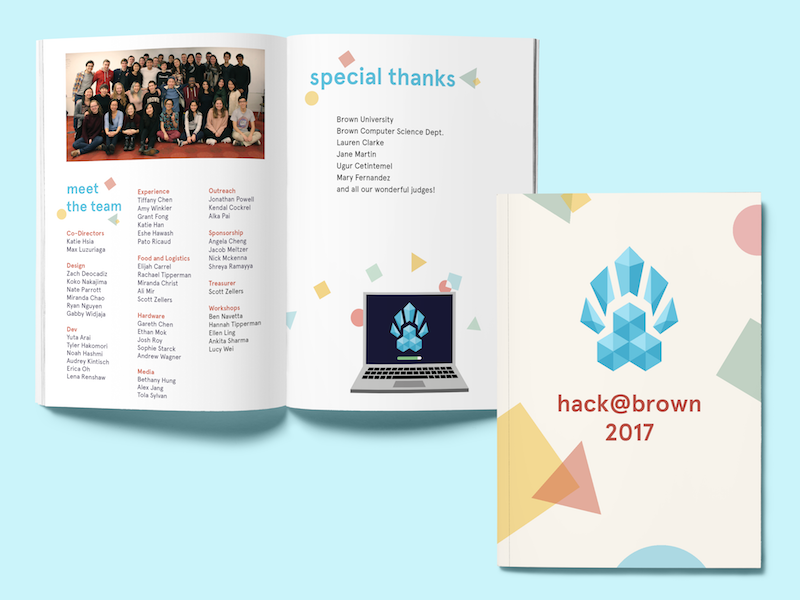 meet
the team
Co-Directors
Katie Hsia
Max Luzuriaga
Design
Zach Deocadiz
Koko Nakajima
Nate Parrott
Miranda Chao
Ryan Nguyen
Gabby Widjaja
Dev
Yuta Arai
Tyler Hakomori
Noah Hashmi
Audrey Kintisch
Erica Oh
Lena Renshaw
Experience
Tiffany Chen
Amy Winkler
Grant Fong
Katie Han
Eshe Hawash
Pato Ricaud
Food and Logistics
Elijah Carrel
Rachael Tipperman
Miranda Christ
Ali Mir
Scott Zellers
Hardware
Gareth Chen
Ethan Mok
Josh Roy
Sophie Starck
Andrew Wagner
Media
Bethany Hung
Alex Jang
Tola Sylvan
Outreach
Jonathan Powell
Kendal Cockrel
Alka Pai
Sponsorship
Angela Cheng
Jacob Meltzer
Nick Mckenna
Shreya Ramayya
Treasurer
Scott Zellers
Workshops
Ben Navetta
Hannah Tipperman
Ellen Ling
Ankita Sharma
Lucy Wei
special thanks
Brown University
Brown Computer Science Dept.
Lauren Clarke
Jane Martin
Ugur Cetintemel
Mary Fernandez
and all our wonderful judges!
hack@brown
2017